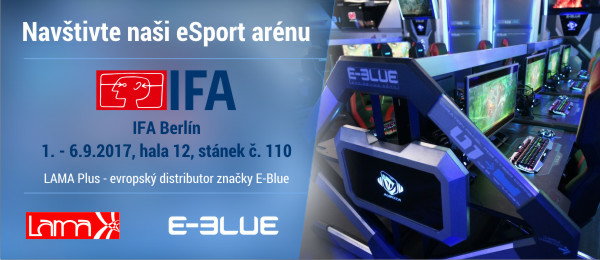 Navštivte naši eSport arénu
IFA
IFA Berlín
1. - 6.9.2017, hala 12, stánek č. 110
LAMA Plus - evropský distributor značky E-Blue
Lama
E-BLUE
E-BLUE